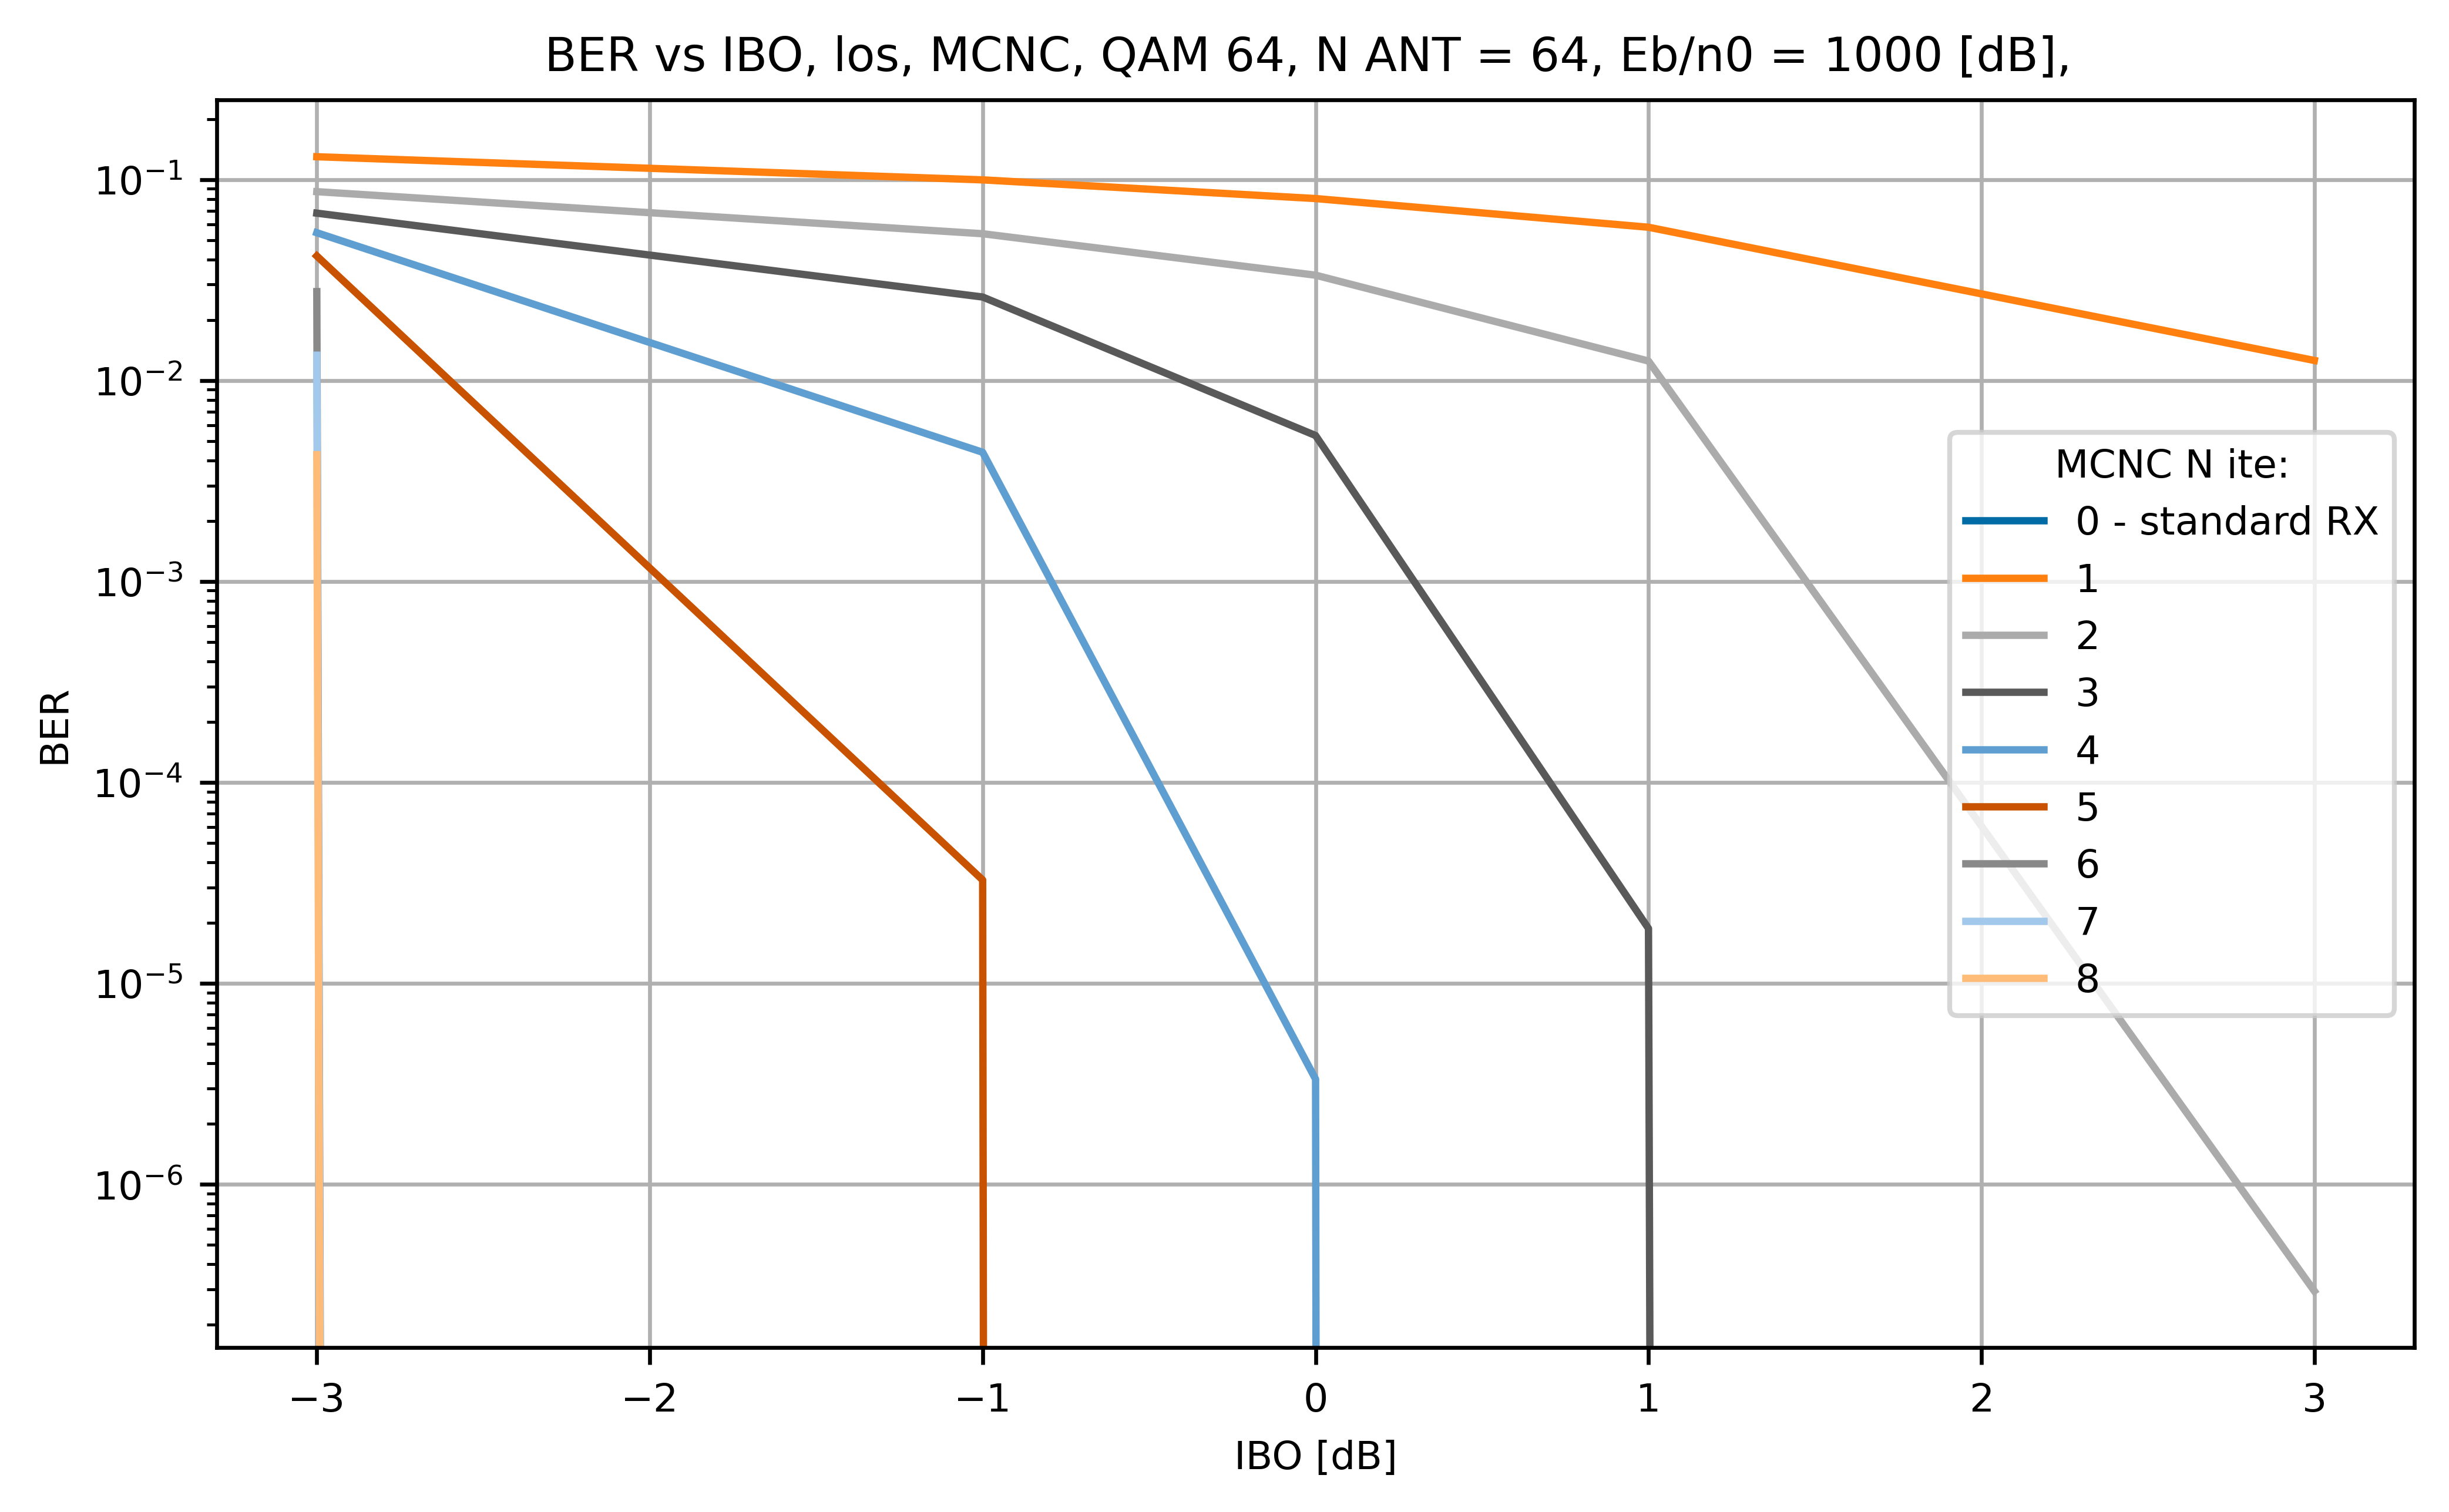 BER vs IBO, los, MCNC, QAM 64, N ANT = 64, Eb/n0 = 1000 [dB],
10⁻¹
10⁻²
10⁻³
10⁻⁴
10⁻⁵
10⁻⁶
BER
MCNC N ite:
0 - standard RX
1
2
3
4
5
6
7
8
−3 −2 −1 0 1 2 3
IBO [dB]